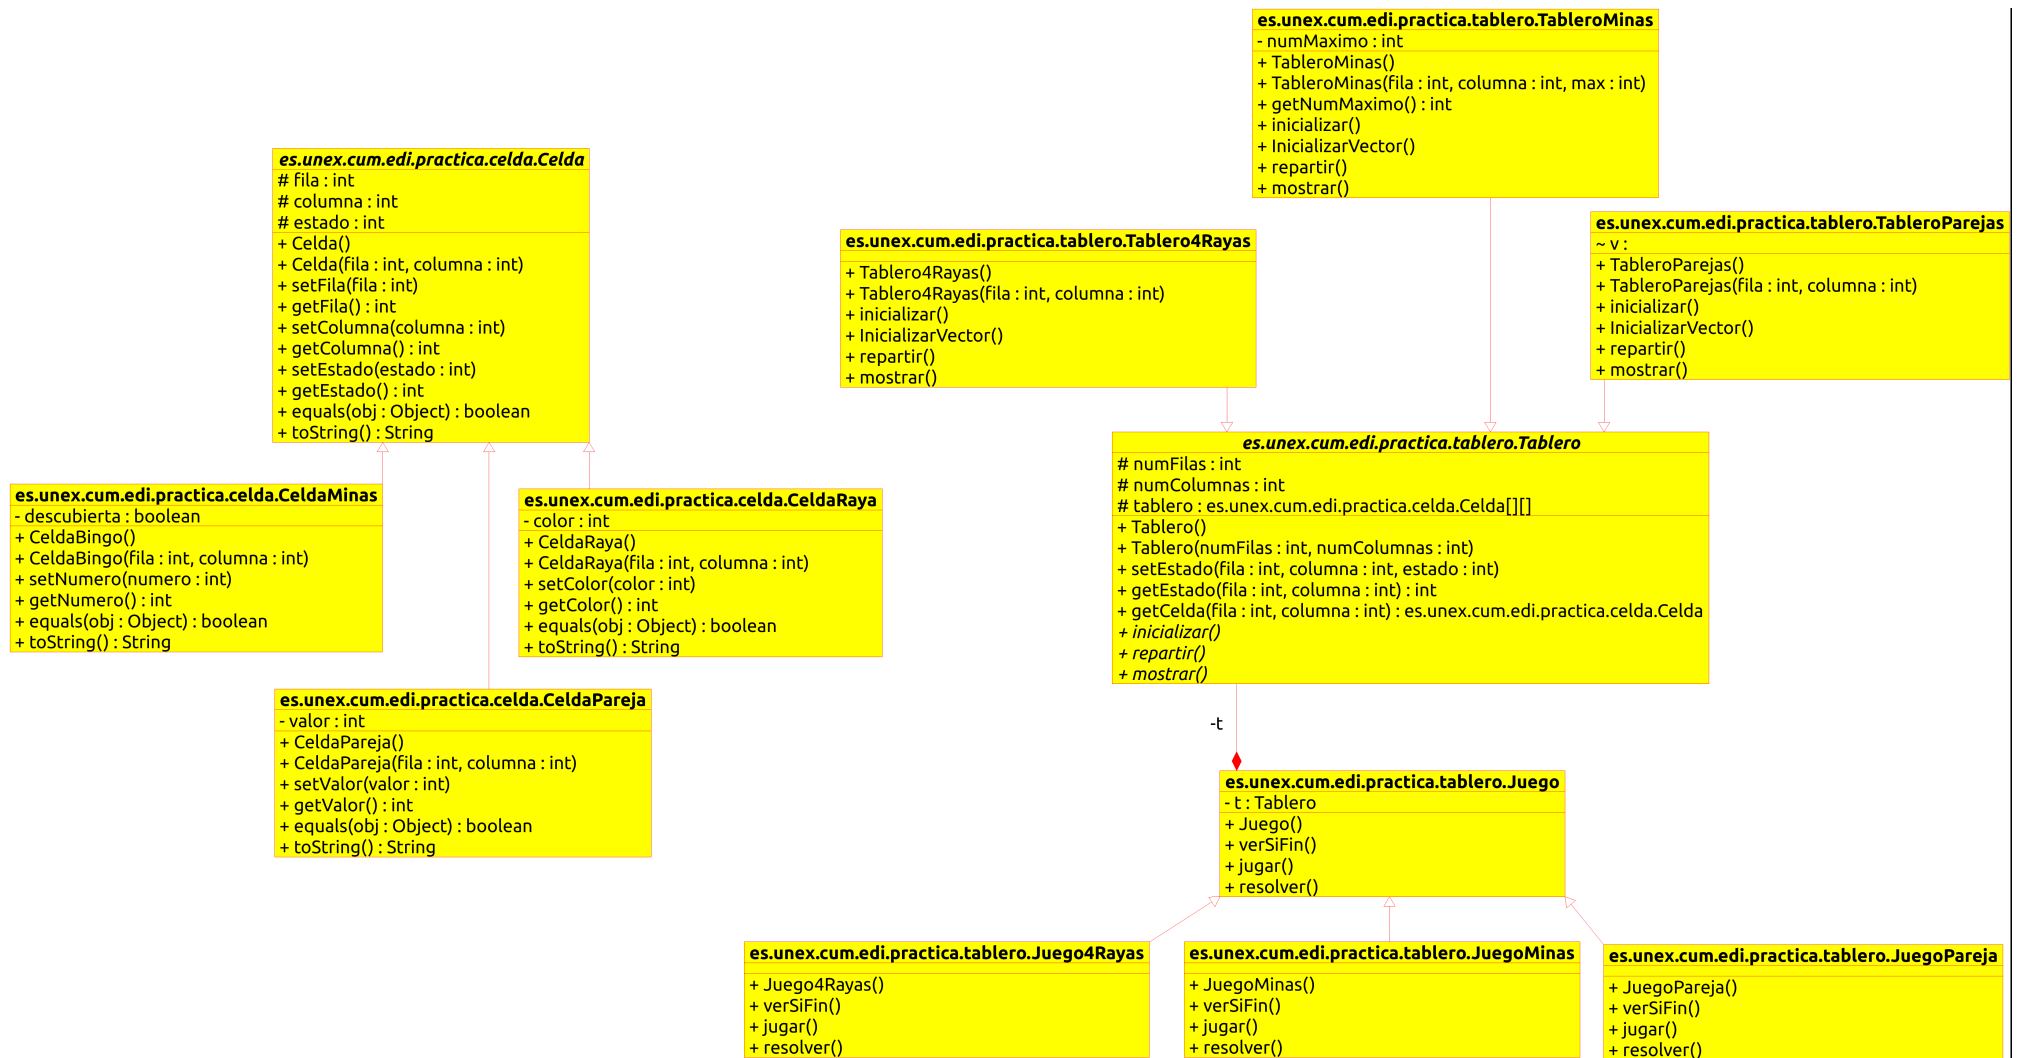 es.unex.cum.edi.practica.tablero.TableroMinas
- numMaximo : int
+ TableroMinas()
+ TableroMinas(fila : int, columna : int, max : int)
+ getNumMaximo() : int
+ inicializar()
+ InicializarVector()
+ repartir()
+ mostrar()
es.unex.cum.edi.practica.celda.Celda
# fila : int
# columna : int
# estado : int
+ Celda()
+ Celda(fila : int, columna : int)
+ setFila(fila : int)
+ getFila() : int
+ setColumna(columna : int)
+ getColumna() : int
+ setEstado(estado : int)
+ getEstado() : int
+ equals(obj : Object) : boolean
+ toString() : String
es.unex.cum.edi.practica.tablero.Tablero4Rayas
+ Tablero4Rayas()
+ Tablero4Rayas(fila : int, columna : int)
+ inicializar()
+ InicializarVector()
+ repartir()
+ mostrar()
es.unex.cum.edi.practica.tablero.TableroParejas
~ v :
+ TableroParejas()
+ TableroParejas(fila : int, columna : int)
+ inicializar()
+ InicializarVector()
+ repartir()
+ mostrar()
es.unex.cum.edi.practica.tablero.Tablero
# numFilas : int
# numColumnas : int
# tablero : es.unex.cum.edi.practica.celda.Celda[][]
+ Tablero()
+ Tablero(numFilas : int, numColumnas : int)
+ setEstado(fila : int, columna : int, estado : int)
+ getEstado(fila : int, columna : int) : int
+ getCelda(fila : int, columna : int) : es.unex.cum.edi.practica.celda.Celda
+ inicializar()
+ repartir()
+ mostrar()
es.unex.cum.edi.practica.celda.CeldaMinas
- descubierta : boolean
+ CeldaBingo()
+ CeldaBingo(fila : int, columna : int)
+ setNumero(numero : int)
+ getNumero() : int
+ equals(obj : Object) : boolean
+ toString() : String
es.unex.cum.edi.practica.celda.CeldaRaya
- color : int
+ CeldaRaya()
+ CeldaRaya(fila : int, columna : int)
+ setColor(color : int)
+ getColor() : int
+ equals(obj : Object) : boolean
+ toString() : String
es.unex.cum.edi.practica.celda.CeldaPareja
- valor : int
+ CeldaPareja()
+ CeldaPareja(fila : int, columna : int)
+ setValor(valor : int)
+ getValor() : int
+ equals(obj : Object) : boolean
+ toString() : String
-t
es.unex.cum.edi.practica.tablero.Juego
- t : Tablero
+ Juego()
+ verSiFin()
+ jugar()
+ resolver()
es.unex.cum.edi.practica.tablero.Juego4Rayas
+ Juego4Rayas()
+ verSiFin()
+ jugar()
+ resolver()
es.unex.cum.edi.practica.tablero.JuegoMinas
+ JuegoMinas()
+ verSiFin()
+ jugar()
+ resolver()
es.unex.cum.edi.practica.tablero.JuegoPareja
+ JuegoPareja()
+ verSiFin()
+ jugar()
+ resolver()